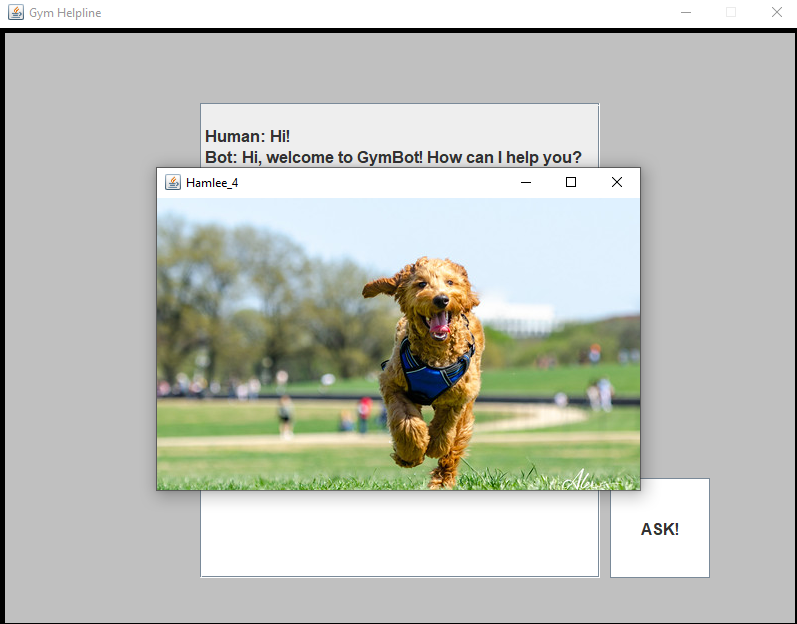 Gym Helpline
Human: Hi!
Bot: Hi, welcome to GymBot! How can I help you?
Hamlee_4
ASK!